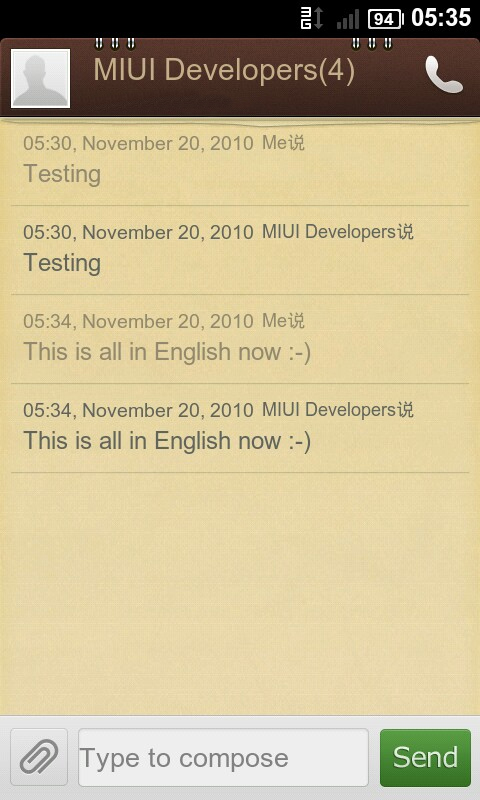 94 05:35
MIUI Developers(4)
05:30, November 20, 2010 Me说
Testing
05:30, November 20, 2010 MIUI Developers说
Testing
05:34, November 20, 2010 Me说
This is all in English now :-)
05:34, November 20, 2010 MIUI Developers说
This is all in English now :-)
Type to compose
Send